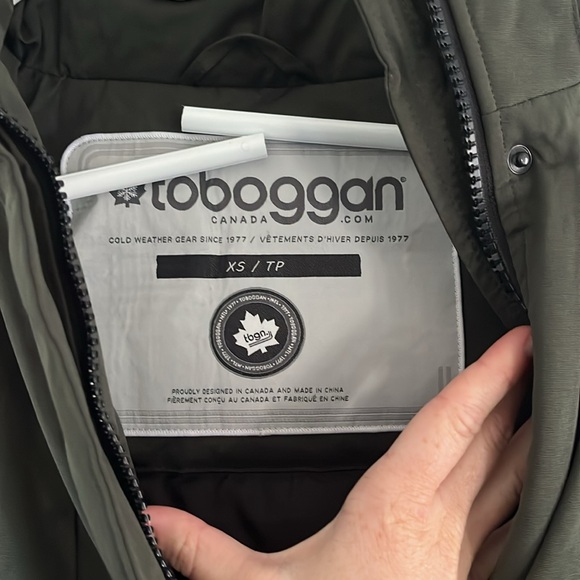 toboggan®
CANADA .COM
COLD WEATHER GEAR SINCE 1977 / VÊTEMENTS D'HIVER DEPUIS 1977
XS / TP
TOBOGGAN
tbgn
PROUDLY DESIGNED IN CANADA AND MADE IN CHINA
FIÈREMENT CONÇU AU CANADA ET FABRIQUÉ EN CHINE